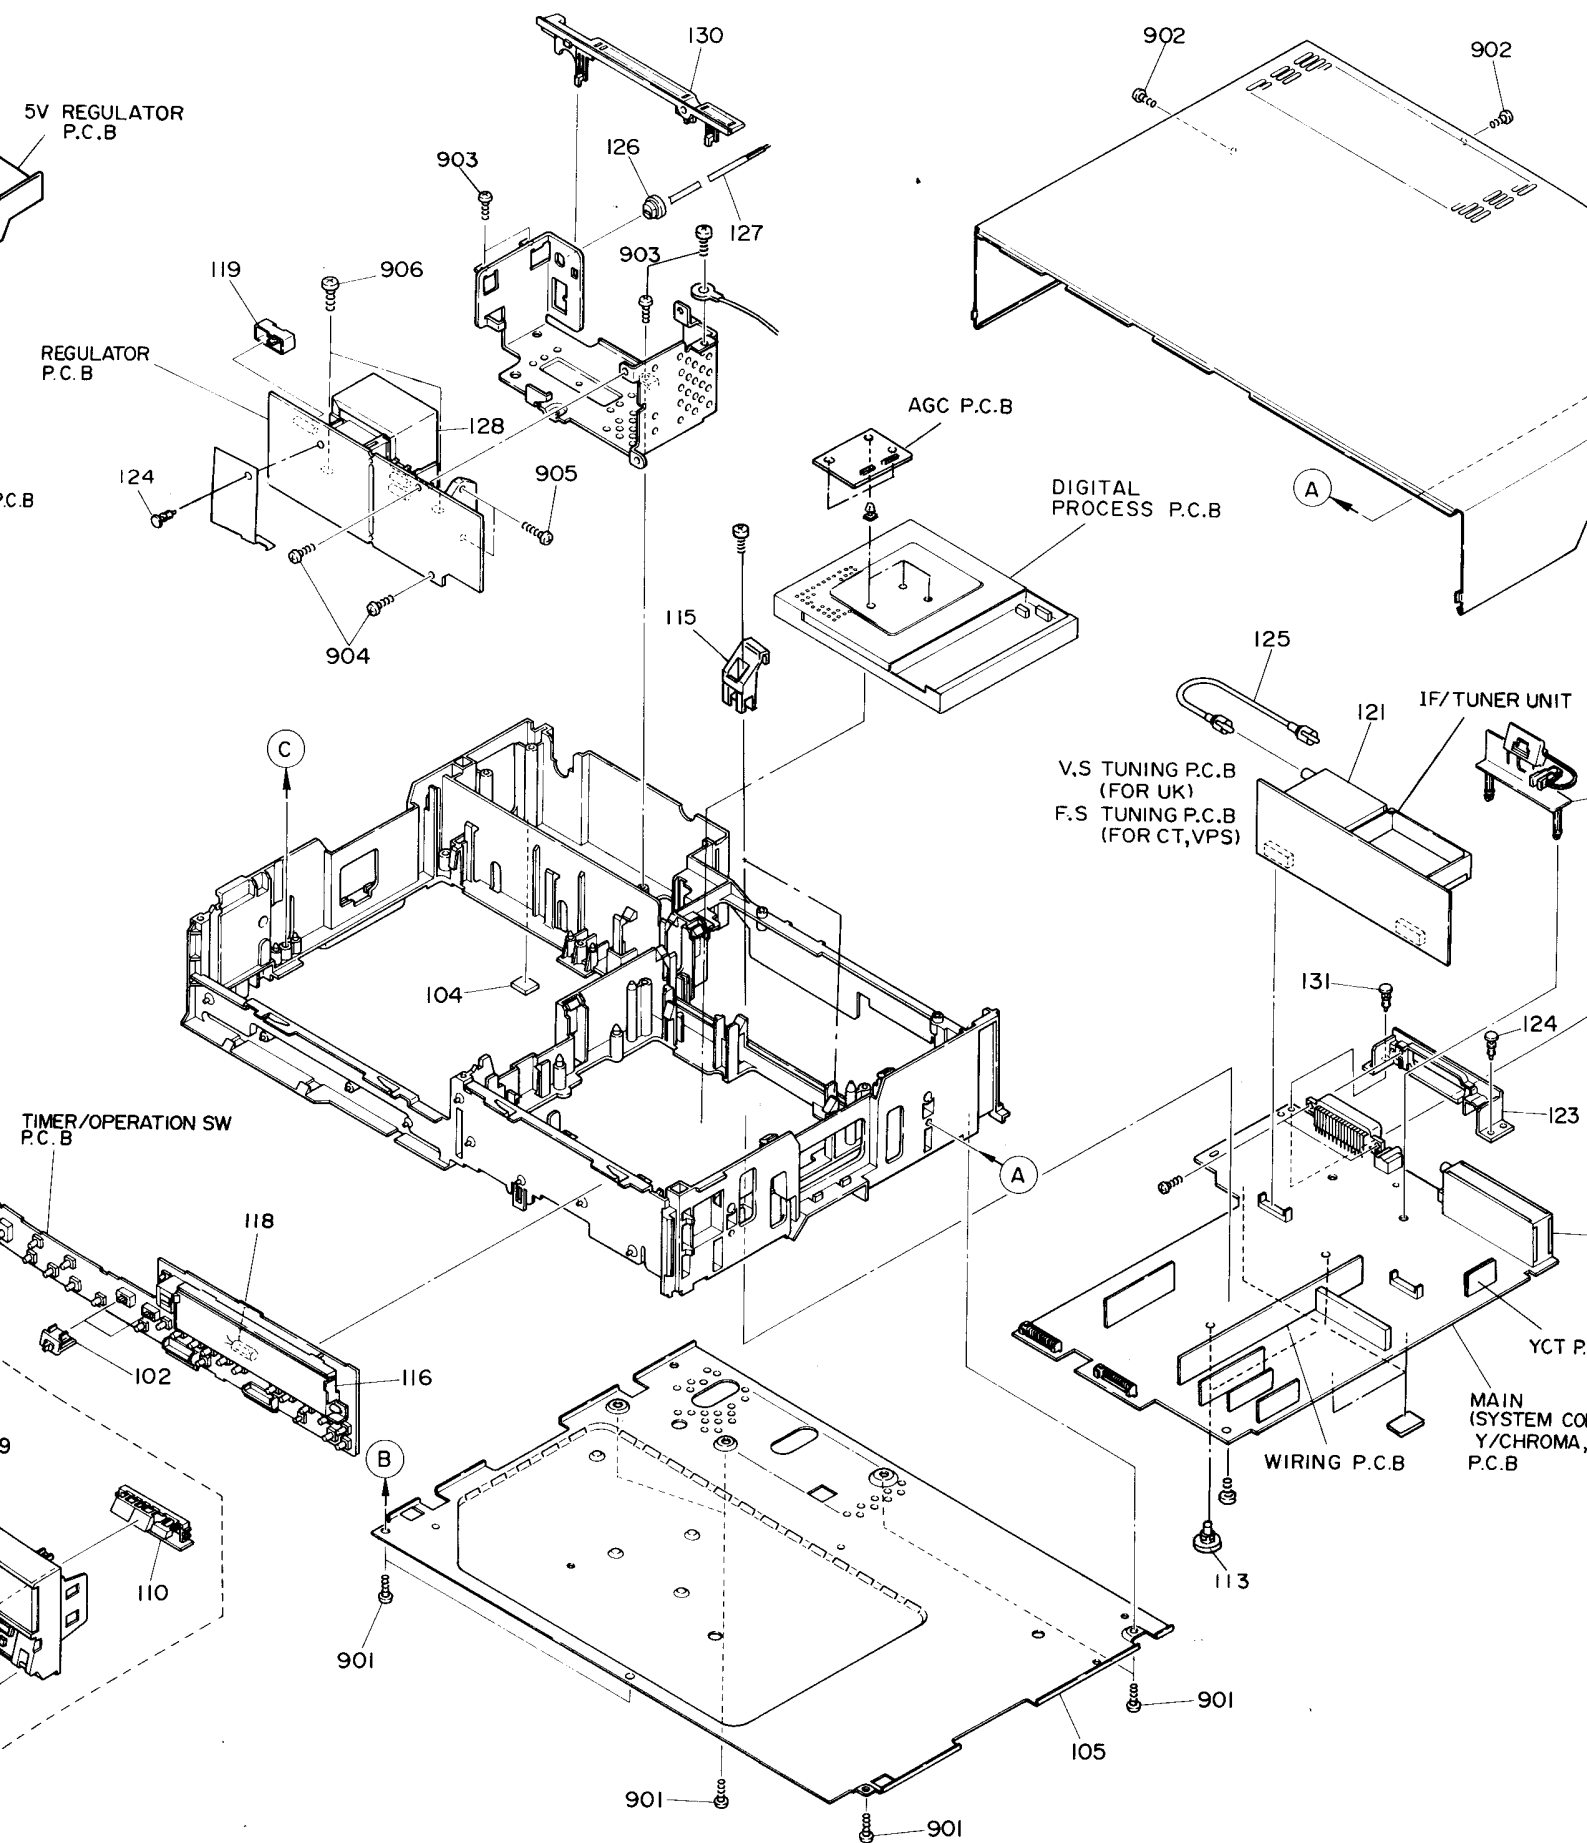 130
902
902
5V REGULATOR
P.C.B
903
126
127
903
119
906
REGULATOR
P.C.B
128
AGC P.C.B
124
905
P.C.B
DIGITAL
PROCESS P.C.B
A
904
115
125
121
IF/TUNER UNIT
C
V,S TUNING P.C.B
(FOR UK)
F.S TUNING P.C.B
(FOR CT,VPS)
104
131
124
123
TIMER/OPERATION SW
P.C.B
A
118
102
116
YCT P.
MAIN
Y/CHROMA,
P.C.B
WIRING P.C.B
9
B
110
113
901
901
105
901
901